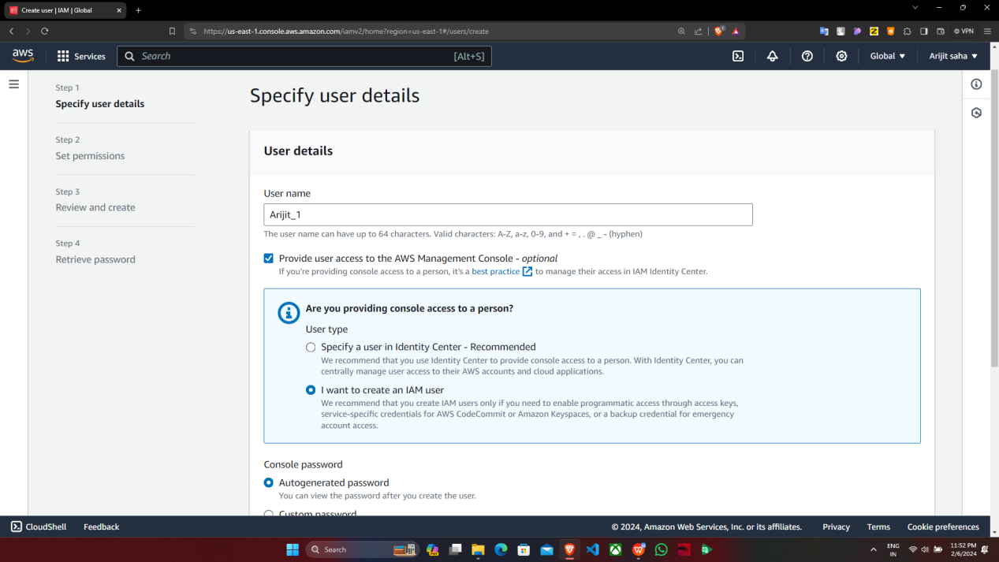 Create user | IAM | Global
https://us-east-1.console.aws.amazon.com/iamv2/home?region=us-east-1#/users/create
VPN
aws
Services
Search
[Alt+S]
Global
Arijit saha
Step 1
Specify user details
Step 2
Set permissions
Step 3
Review and create
Step 4
Retrieve password
Specify user details
User details
User name
Arijit_1
The user name can have up to 64 characters. Valid characters: A-Z, a-z, 0-9, and + = , . @ _ - (hyphen)
Provide user access to the AWS Management Console - optional
If you're providing console access to a person, it's a best practice to manage their access in IAM Identity Center.
Are you providing console access to a person?
User type
Specify a user in Identity Center - Recommended
We recommend that you use Identity Center to provide console access to a person. With Identity Center, you can
centrally manage user access to their AWS accounts and cloud applications.
I want to create an IAM user
We recommend that you create IAM users only if you need to enable programmatic access through access keys,
service-specific credentials for AWS CodeCommit or Amazon Keyspaces, or a backup credential for emergency
account access.
Console password
Autogenerated password
You can view the password after you create the user.
Custom password
CloudShell
Feedback
© 2024, Amazon Web Services, Inc. or its affiliates.
Privacy
Terms
Cookie preferences
Search
ENG
IN
11:52 PM
2/6/2024